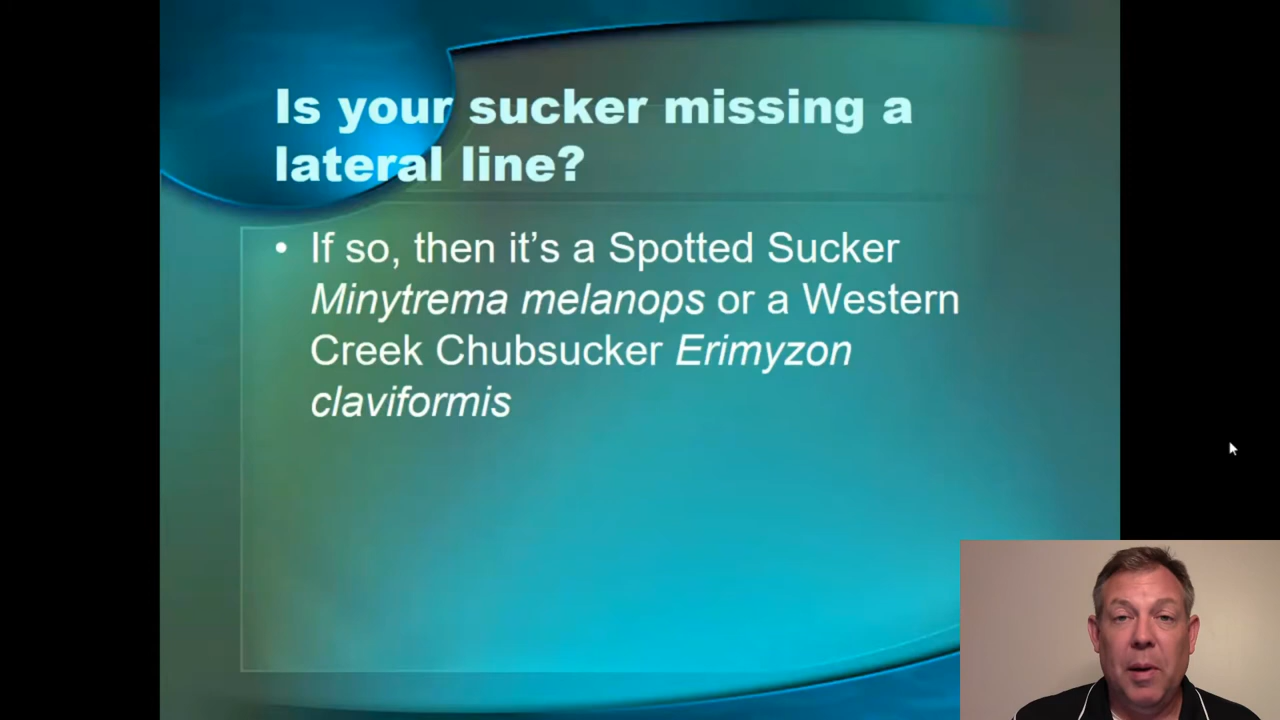 Is your sucker missing a
lateral line?
• If so, then it’s a Spotted Sucker
Minytrema melanops or a Western
Creek Chubsucker Erimyzon
claviformis